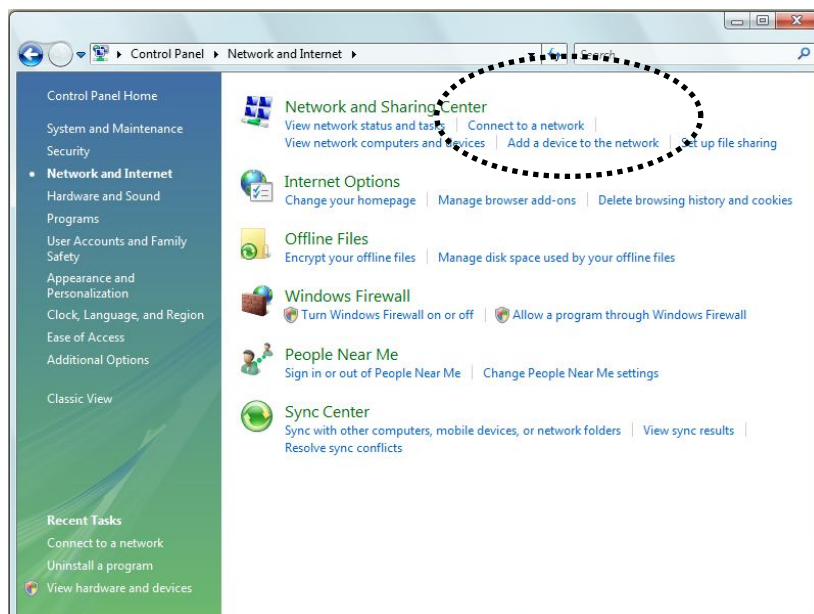 Control Panel Network and Internet Search
Control Panel Home
System and Maintenance
Security
Network and Internet
Hardware and Sound
Programs
User Accounts and Family
Safety
Appearance and
Personalization
Clock, Language, and Region
Ease of Access
Additional Options
Classic View
Recent Tasks
Connect to a network
Uninstall a program
View hardware and devices
Network and Sharing Center
View network status and tasks Connect to a network
View network computers and devices Add a device to the network Set up file sharing
Internet Options
Change your homepage Manage browser add-ons Delete browsing history and cookies
Offline Files
Encrypt your offline files Manage disk space used by your offline files
Windows Firewall
Turn Windows Firewall on or off Allow a program through Windows Firewall
People Near Me
Sign in or out of People Near Me Change People Near Me settings
Sync Center
Sync with other computers, mobile devices, or network folders View sync results
Resolve sync conflicts